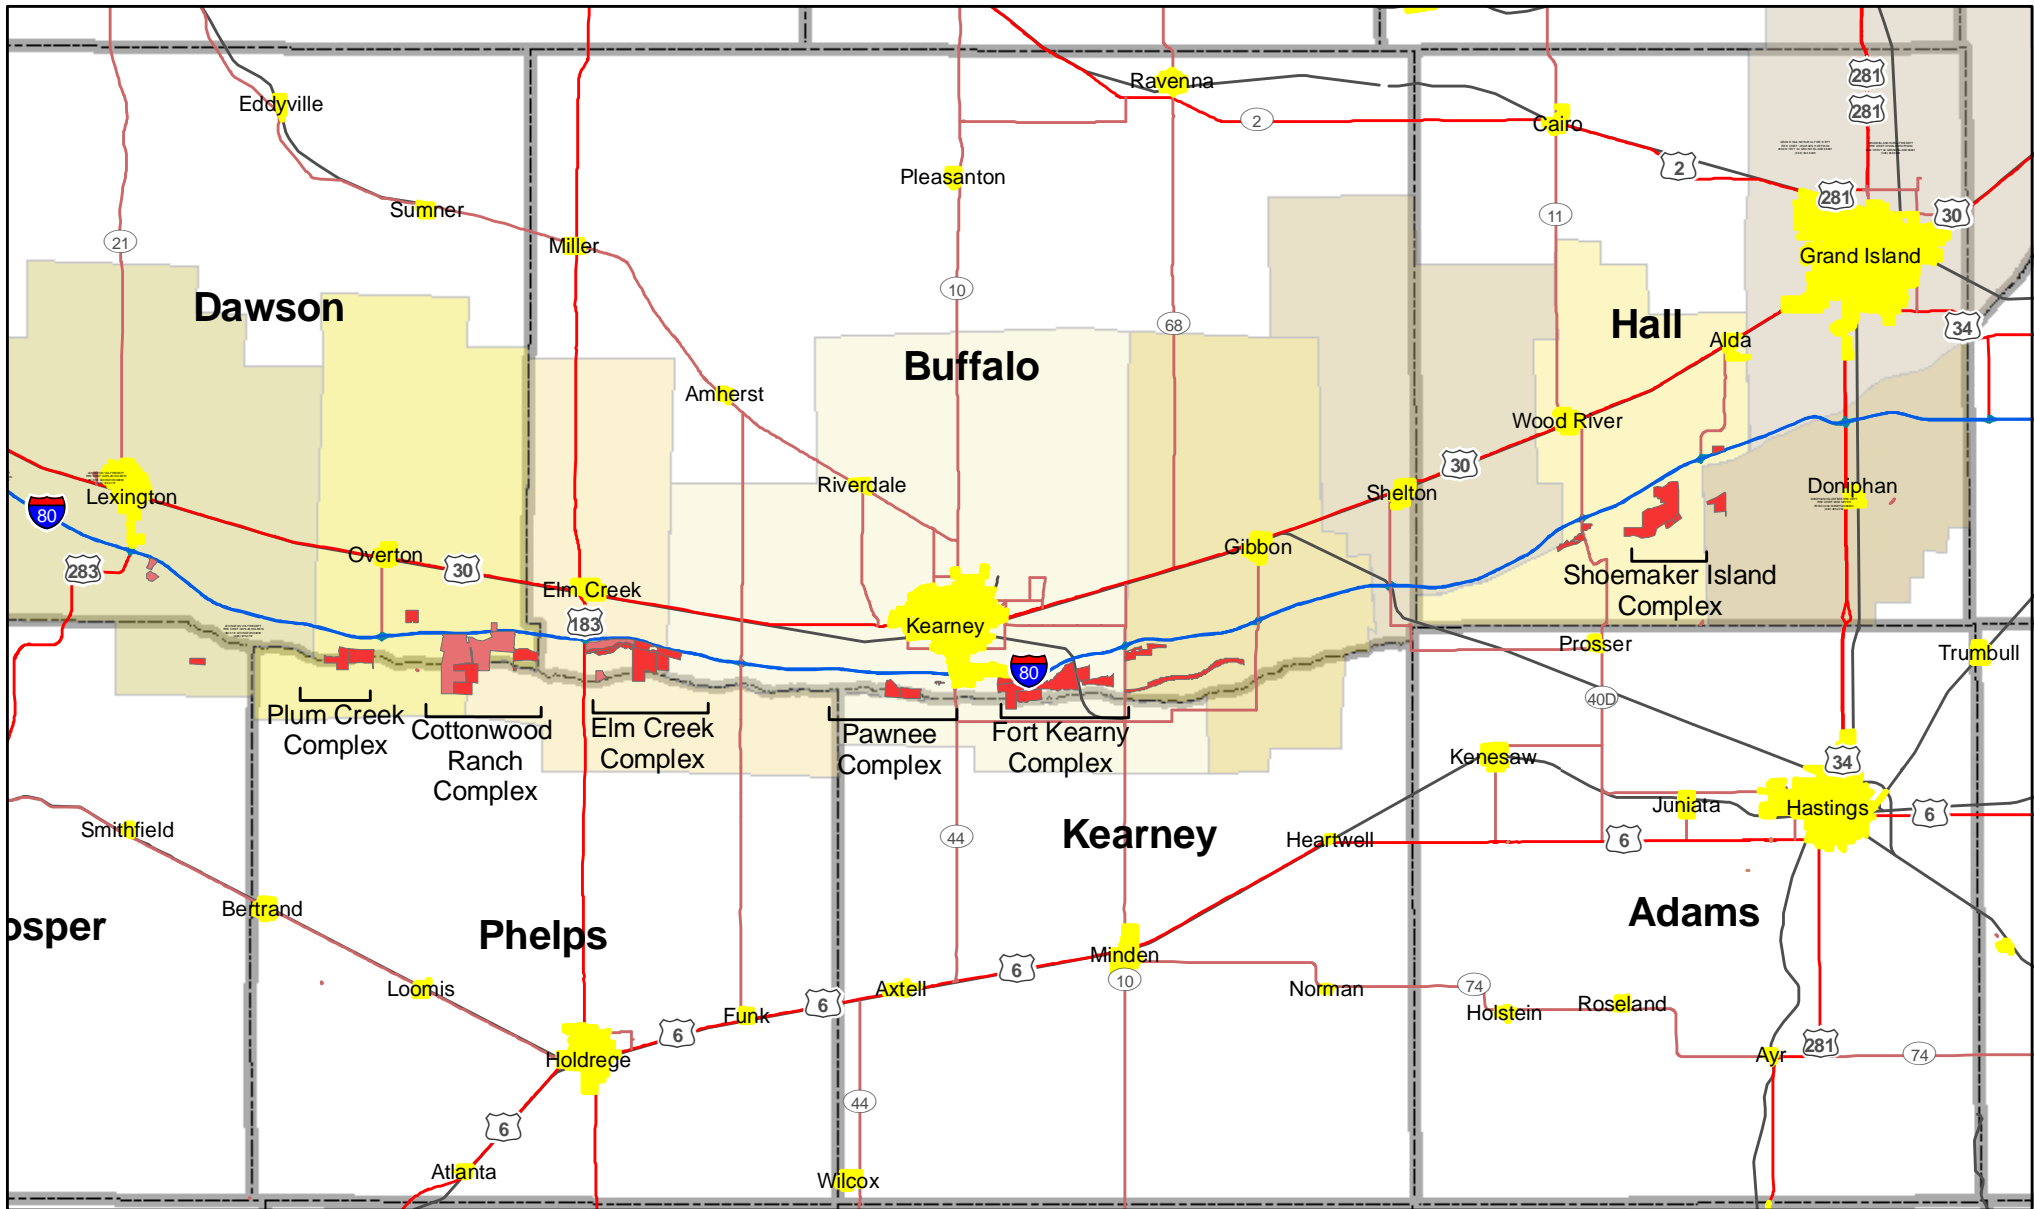 281
Ravenna
Eddyville
281
2
Cairo
2
Pleasanton
281
Sumner
11
30
21
Miller
Grand Island
10
Dawson
68
Hall
34
Buffalo
Alda
Amherst
Wood River
30
Riverdale
Shelton
Doniphan
Lexington
80
Gibbon
Overton
283
30
Shoemaker Island
Complex
Elm Creek
183
Kearney
Prosser
Trumbull
80
40D
Plum Creek
Complex
Cottonwood
Ranch
Complex
Elm Creek
Complex
Pawnee
Complex
Fort Kearny
Complex
Kenesaw
34
Juniata
Hastings
6
Smithfield
44
Kearney
Heartwell
6
Bertrand
osper
Phelps
Adams
Minden
6
10
Loomis
Axtell
Norman
74
Funk
6
Holstein
Roseland
6
Holdrege
281
Ayr
74
44
6
Atlanta
Wilcox